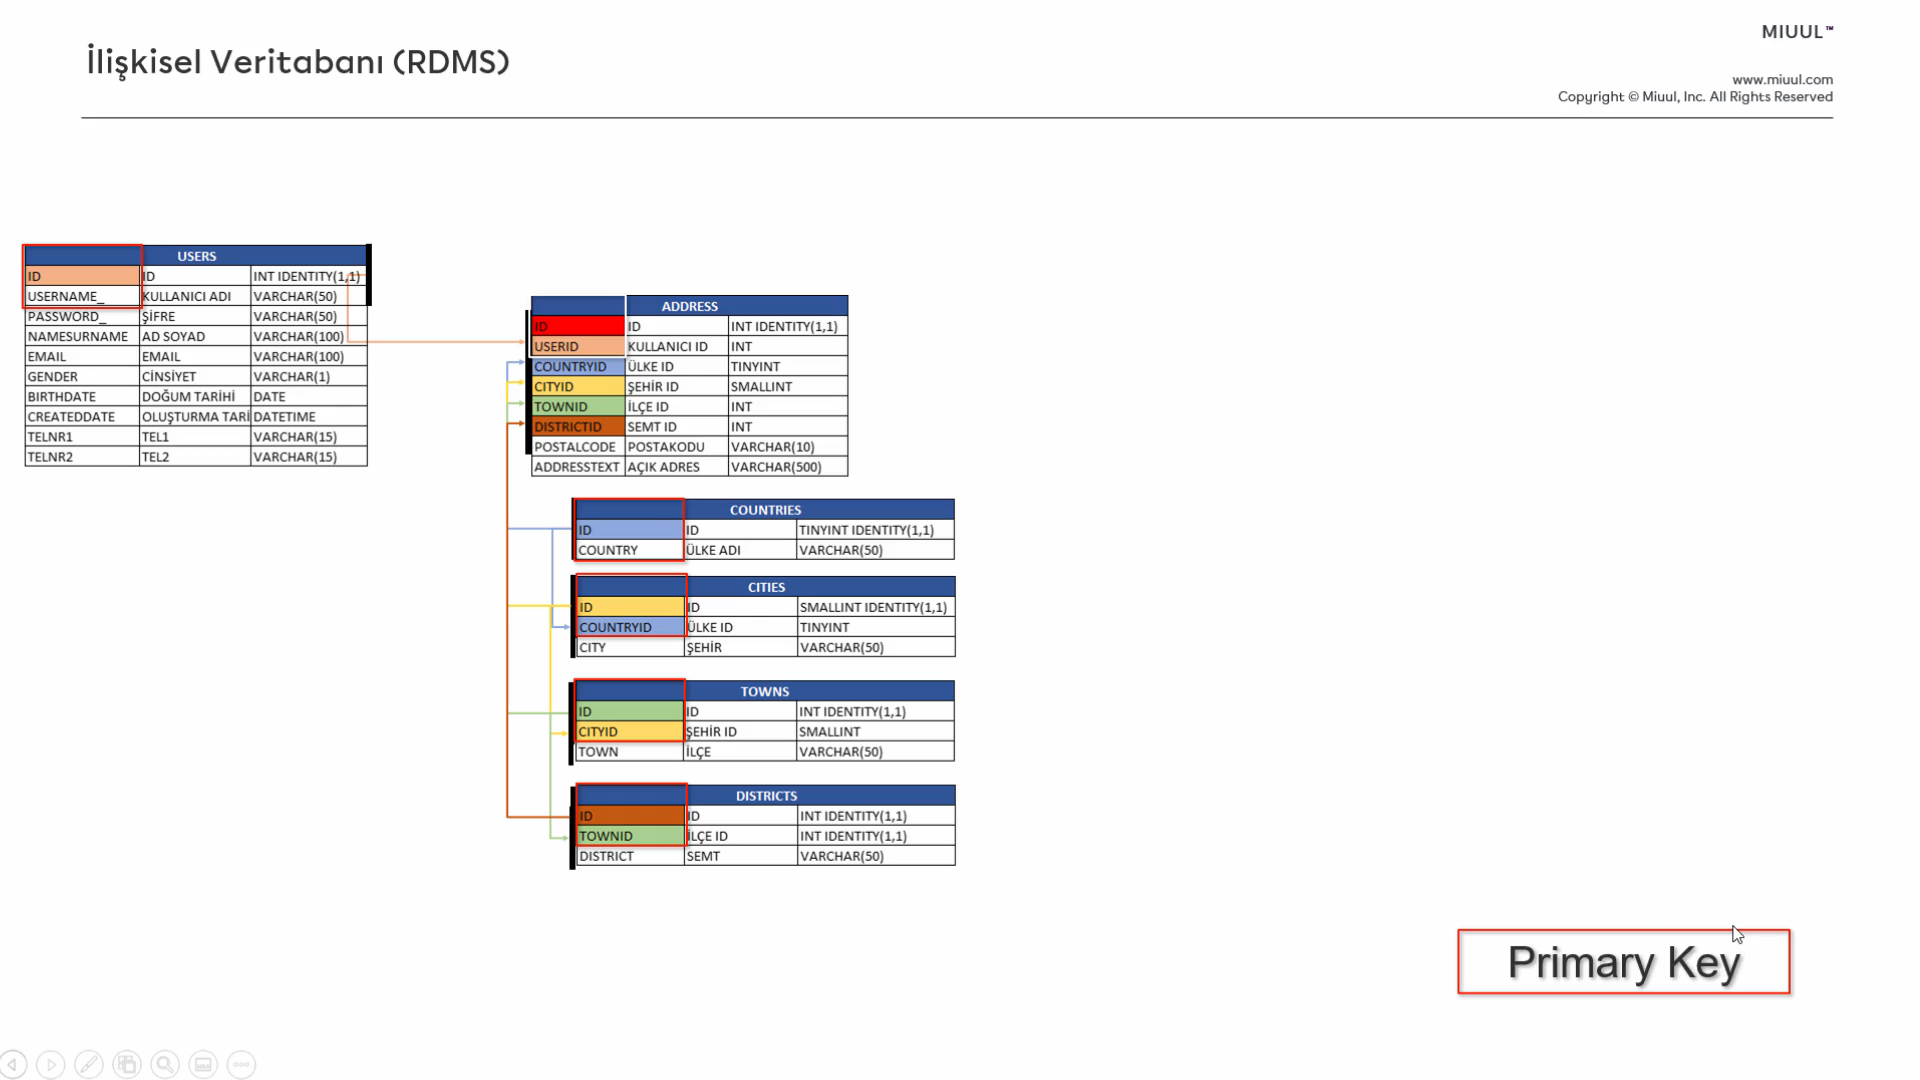 İlişkisel Veritabanı (RDMS)
MIUUL™
www.miuul.com
Copyright © Miuul, Inc. All Rights Reserved
USERS
ID ID INT IDENTITY(1,1)
USERNAME_ KULLANICI ADI VARCHAR(50)
PASSWORD_ ŞİFRE VARCHAR(50)
NAMESURNAME AD SOYAD VARCHAR(100)
EMAIL EMAIL VARCHAR(100)
GENDER CİNSİYET VARCHAR(1)
BIRTHDATE DOĞUM TARİHİ DATE
CREATEDDATE OLUŞTURMA TARİ DATETIME
TELNR1 TEL1 VARCHAR(15)
TELNR2 TEL2 VARCHAR(15)
ADDRESS
ID ID INT IDENTITY(1,1)
USERID KULLANICI ID INT
COUNTRYID ÜLKE ID TINYINT
CITYID ŞEHİR ID SMALLINT
TOWNID İLÇE ID INT
DISTRICTID SEMT ID INT
POSTALCODE POSTAKODU VARCHAR(10)
ADDRESSTEXT AÇIK ADRES VARCHAR(500)
COUNTRIES
ID ID TINYINT IDENTITY(1,1)
COUNTRY ÜLKE ADI VARCHAR(50)
CITIES
ID ID SMALLINT IDENTITY(1,1)
COUNTRYID ÜLKE ID TINYINT
CITY ŞEHİR VARCHAR(50)
TOWNS
ID ID INT IDENTITY(1,1)
CITYID ŞEHİR ID SMALLINT
TOWN İLÇE VARCHAR(50)
DISTRICTS
ID ID INT IDENTITY(1,1)
TOWNID İLÇE ID INT IDENTITY(1,1)
DISTRICT SEMT VARCHAR(50)
Primary Key